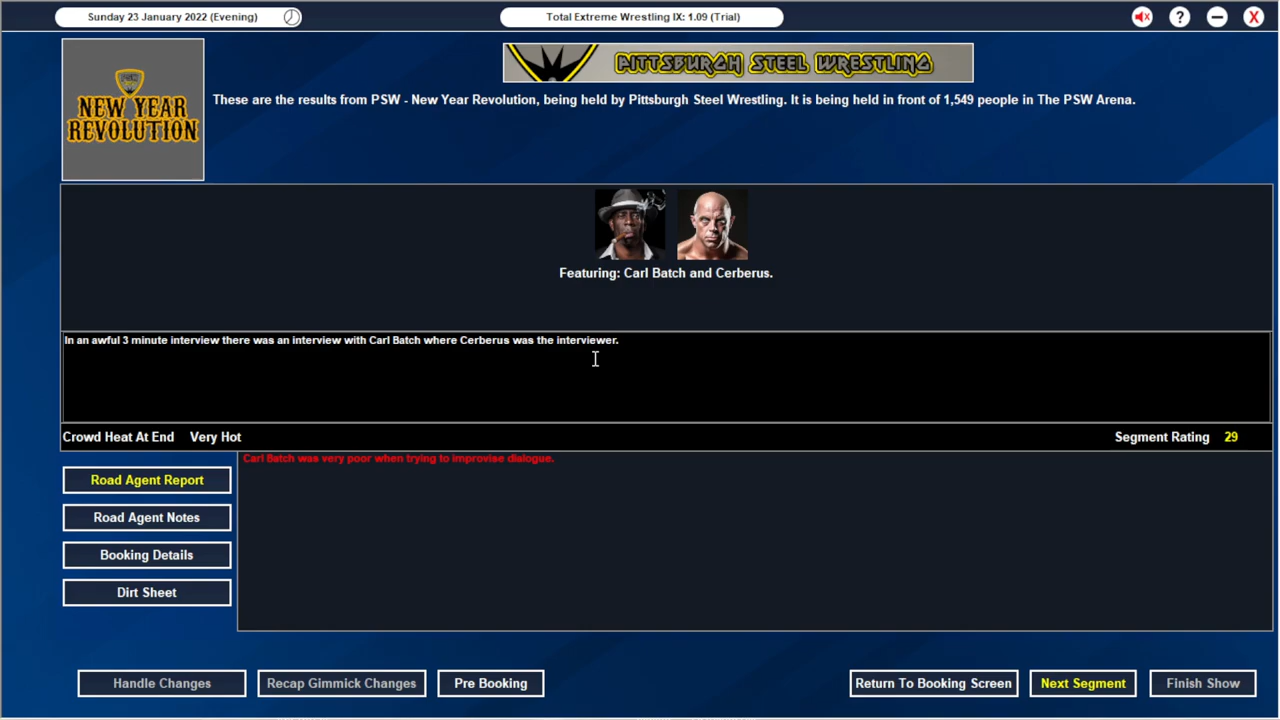 Sunday 23 January 2022 (Evening)
Total Extreme Wrestling IX: 1.09 (Trial)
?
X
PSW
NEW YEAR
REVOLUTION
PITTSBURGH STEEL WRESTLING
These are the results from PSW - New Year Revolution, being held by Pittsburgh Steel Wrestling. It is being held in front of 1,549 people in The PSW Arena.
Featuring: Carl Batch and Cerberus.
In an awful 3 minute interview there was an interview with Carl Batch where Cerberus was the interviewer.
Crowd Heat At End Very Hot
Segment Rating 29
Carl Batch was very poor when trying to improvise dialogue.
Road Agent Report
Road Agent Notes
Booking Details
Dirt Sheet
Handle Changes
Recap Gimmick Changes
Pre Booking
Return To Booking Screen
Next Segment
Finish Show